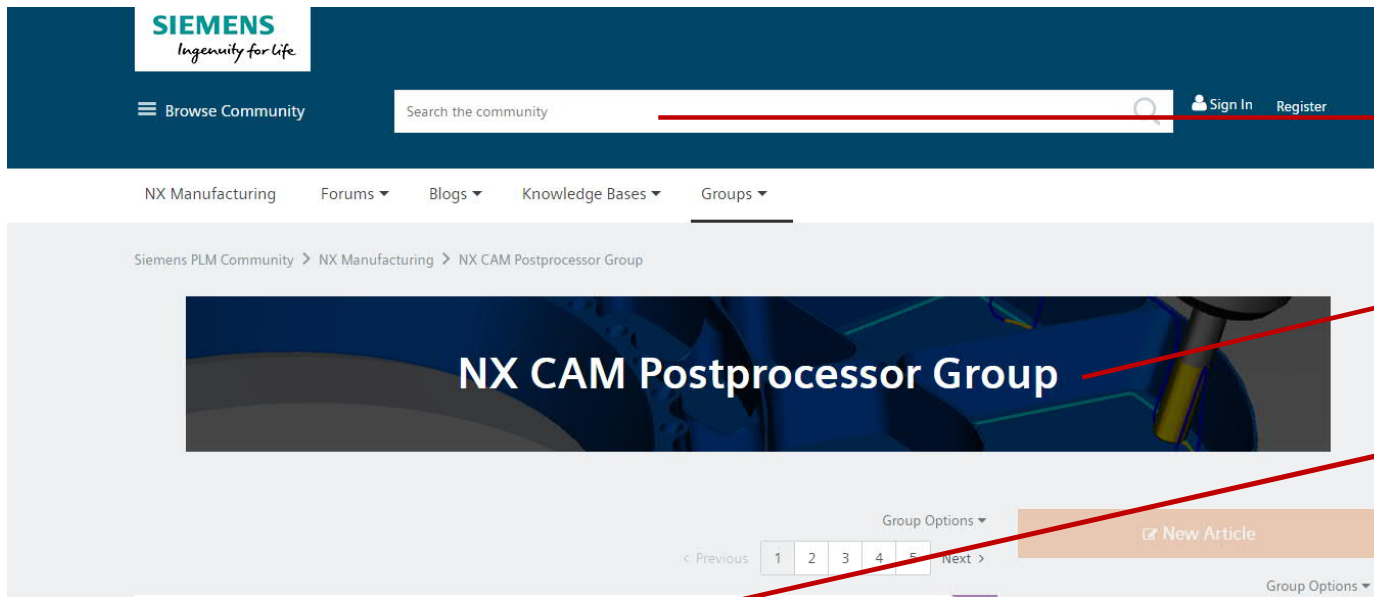 SIEMENS
Ingenuity for life
Browse Community
Search the community
Sign In
Register
NX Manufacturing
Forums
Blogs
Knowledge Bases
Groups
Siemens PLM Community > NX Manufacturing > NX CAM Postprocessor Group
NX CAM Postprocessor Group
Group Options
New Article
< Previous 1 2 3 4 5 Next >
Group Options